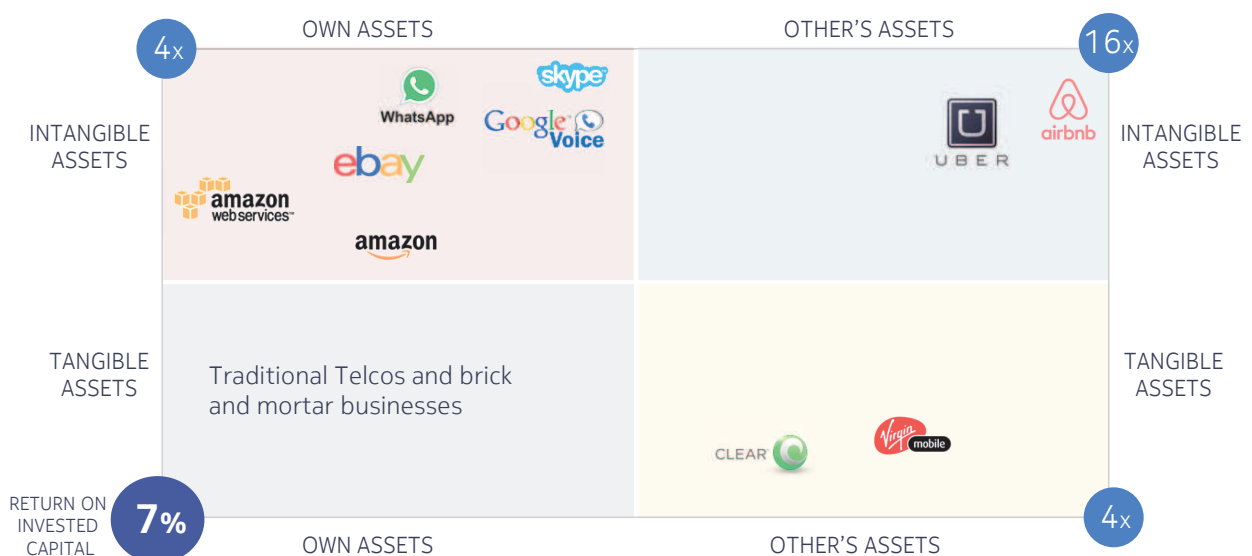 OWN ASSETS
OTHER'S ASSETS
4x
16x
INTANGIBLE
ASSETS
WhatsApp
skype
Google
Voice
ebay
amazon
webservices™
amazon
U
UBER
airbnb
INTANGIBLE
ASSETS
TANGIBLE
ASSETS
Traditional Telcos and brick
and mortar businesses
CLEAR
Virgin
mobile
TANGIBLE
ASSETS
RETURN ON
INVESTED
CAPITAL
7%
4x
OWN ASSETS
OTHER'S ASSETS